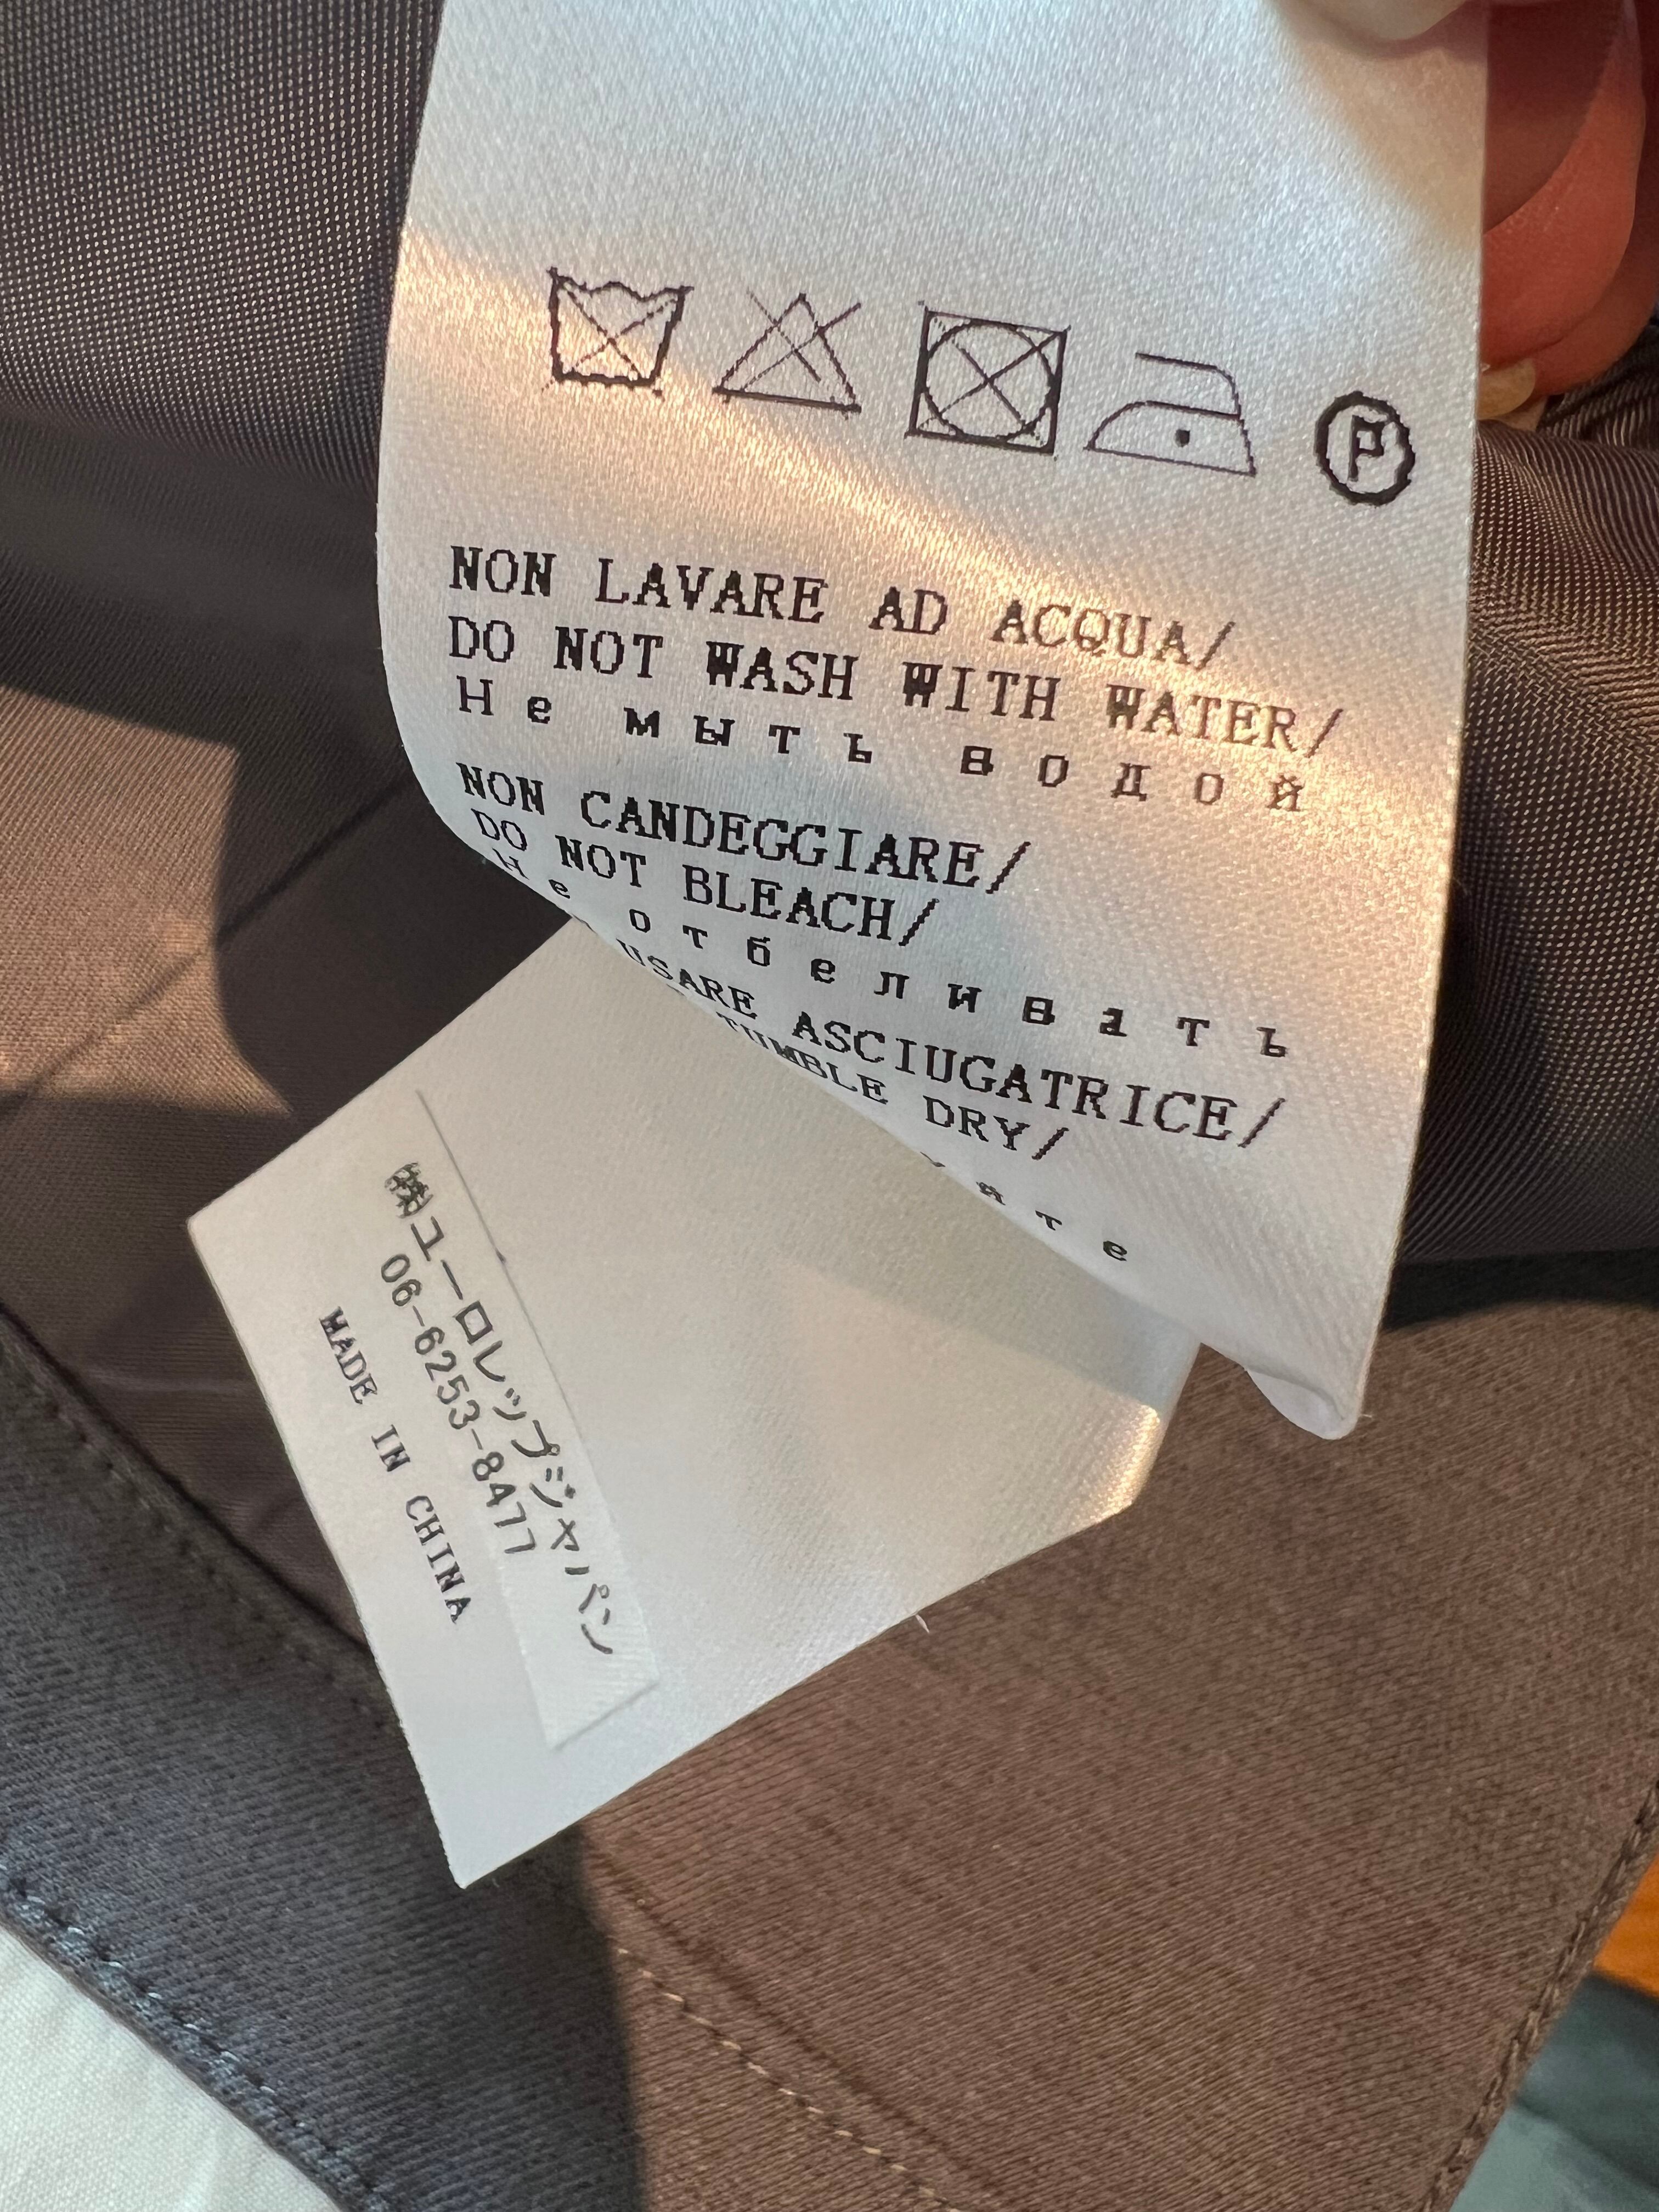 P
NON LAVARE AD ACQUA/
DO NOT WASH WITH WATER/
Не мыть водой
NON CANDEGGIARE/
DO NOT BLEACH/
Не отбеливать
USARE ASCIUGATRICE/
TUMBLE DRY/
㈱ユーロレップジャパン
06-6253-8477
MADE IN CHINA